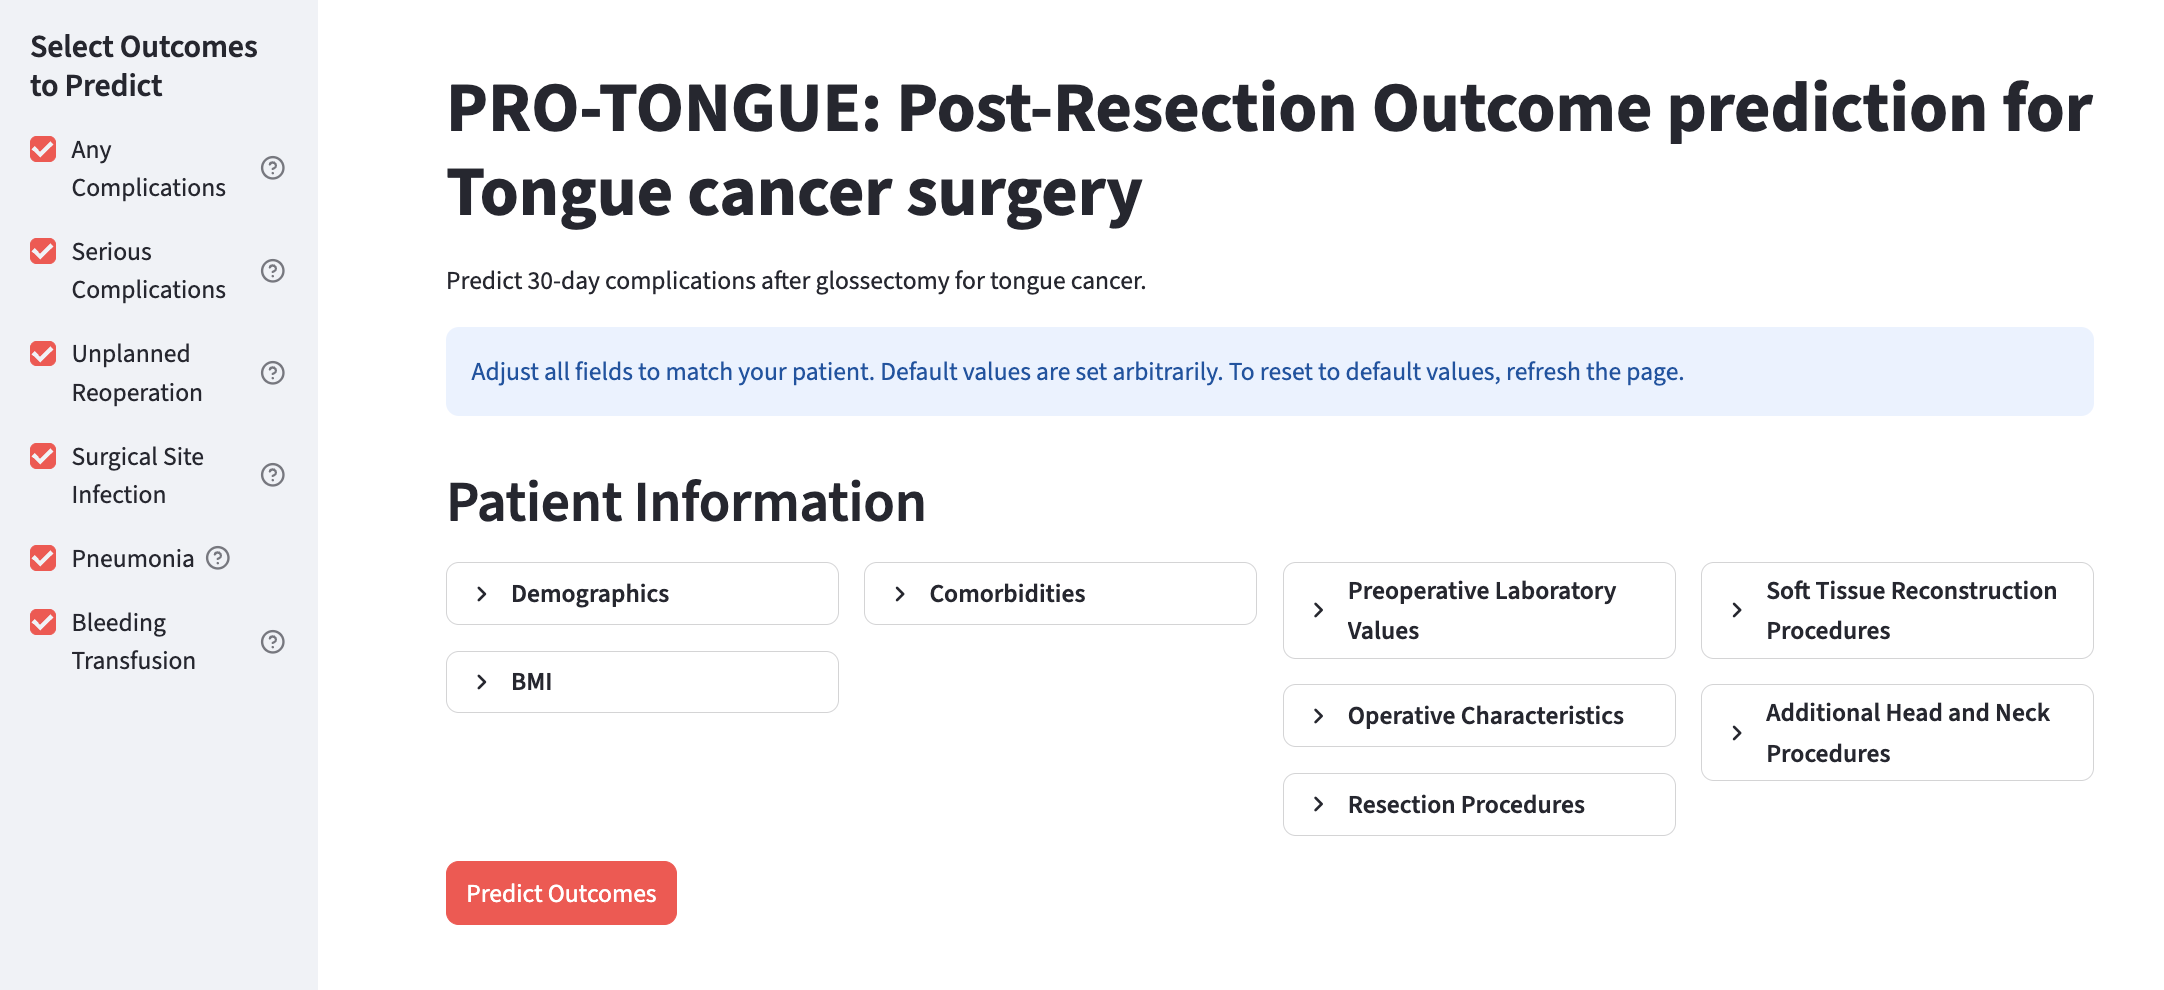 Select Outcomes
to Predict
Any
Complications
Serious
Complications
Unplanned
Reoperation
Surgical Site
Infection
Pneumonia
Bleeding
Transfusion
PRO-TONGUE: Post-Resection Outcome prediction for
Tongue cancer surgery
Predict 30-day complications after glossectomy for tongue cancer.
Adjust all fields to match your patient. Default values are set arbitrarily. To reset to default values, refresh the page.
Patient Information
Demographics
BMI
Comorbidities
Preoperative Laboratory
Values
Operative Characteristics
Resection Procedures
Soft Tissue Reconstruction
Procedures
Additional Head and Neck
Procedures
Predict Outcomes